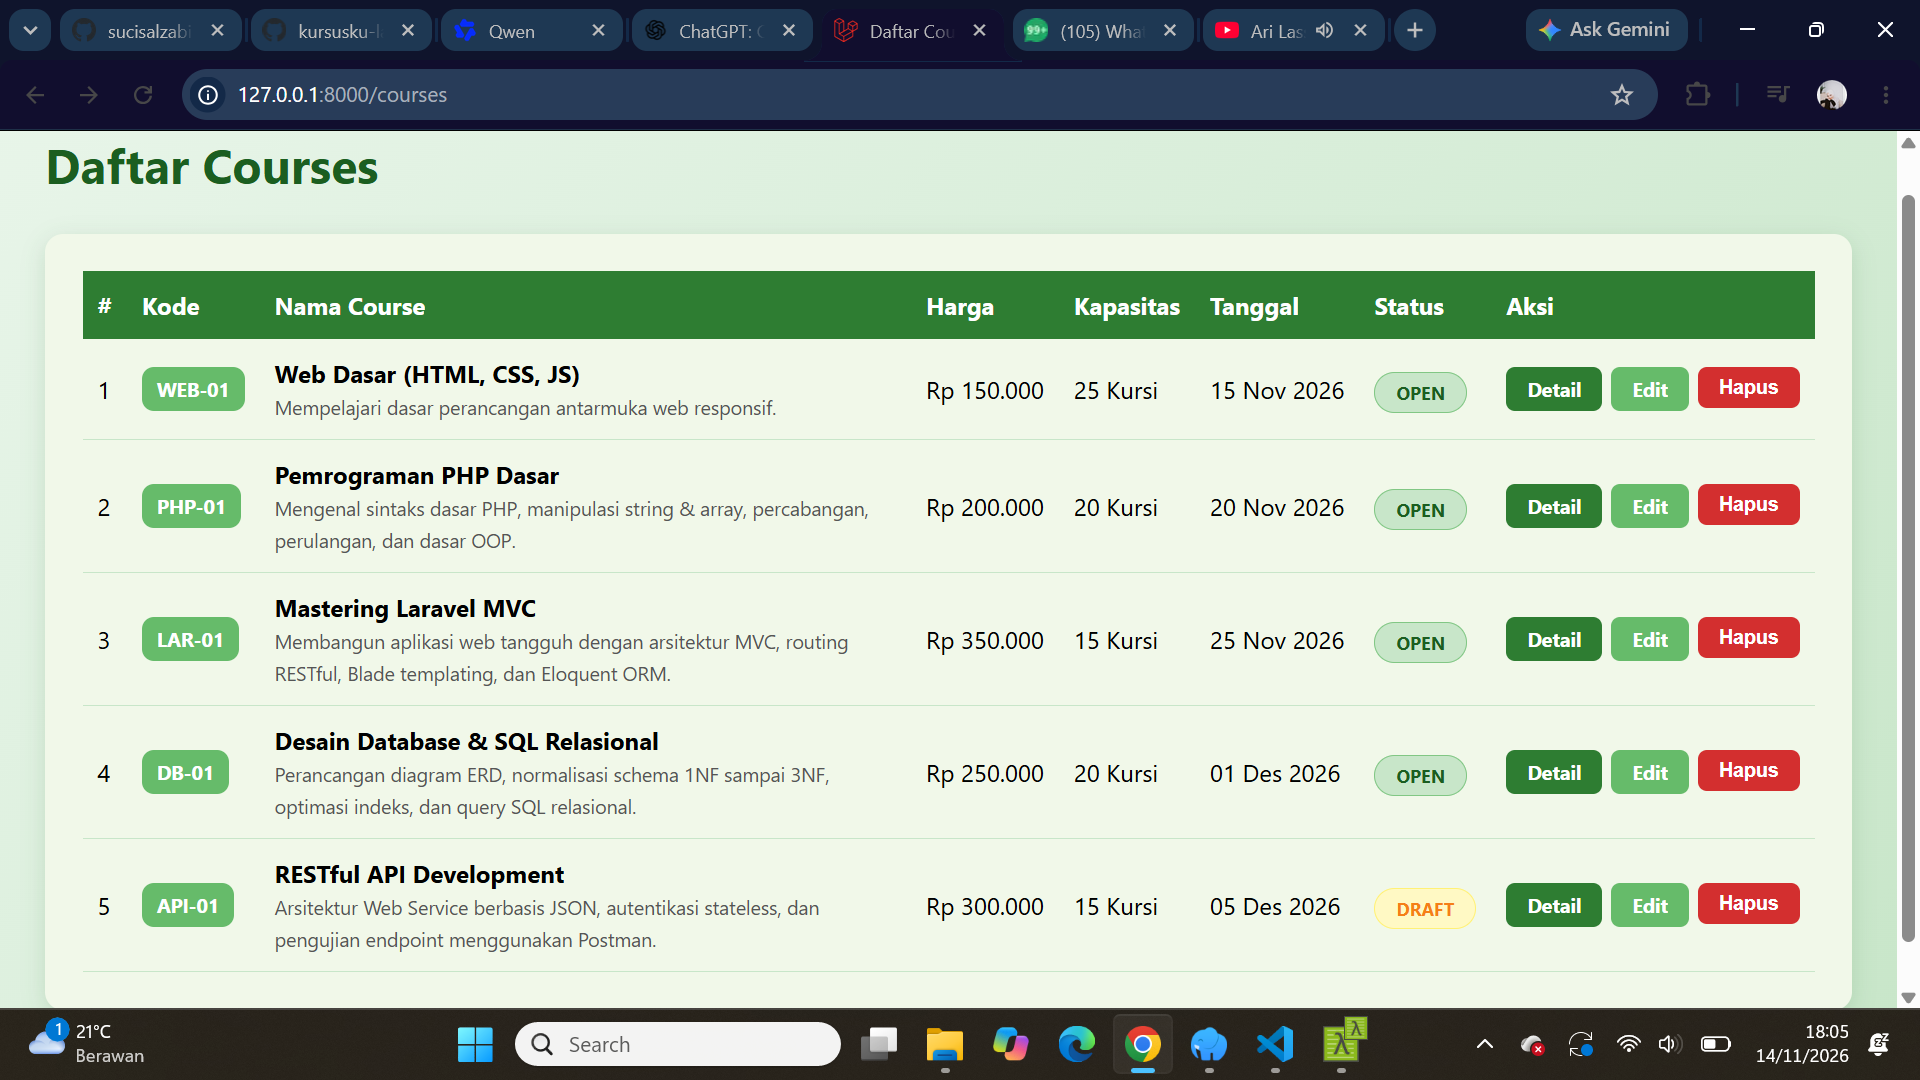 sucisalzabi
kursusku-l
Qwen
ChatGPT: C
Daftar Cou
99+
(105) What
Ari Las
Ask Gemini
127.0.0.1:8000/courses
Daftar Courses
# Kode Nama Course Harga Kapasitas Tanggal Status Aksi
1 WEB-01 Web Dasar (HTML, CSS, JS) Rp 150.000 25 Kursi 15 Nov 2026 OPEN Detail Edit Hapus
Mempelajari dasar perancangan antarmuka web responsif.
2 PHP-01 Pemrograman PHP Dasar Rp 200.000 20 Kursi 20 Nov 2026 OPEN Detail Edit Hapus
Mengenal sintaks dasar PHP, manipulasi string & array, percabangan,
perulangan, dan dasar OOP.
3 LAR-01 Mastering Laravel MVC Rp 350.000 15 Kursi 25 Nov 2026 OPEN Detail Edit Hapus
Membangun aplikasi web tangguh dengan arsitektur MVC, routing
RESTful, Blade templating, dan Eloquent ORM.
4 DB-01 Desain Database & SQL Relasional Rp 250.000 20 Kursi 01 Des 2026 OPEN Detail Edit Hapus
Perancangan diagram ERD, normalisasi schema 1NF sampai 3NF,
optimasi indeks, dan query SQL relasional.
5 API-01 RESTful API Development Rp 300.000 15 Kursi 05 Des 2026 DRAFT Detail Edit Hapus
Arsitektur Web Service berbasis JSON, autentikasi stateless, dan
pengujian endpoint menggunakan Postman.
1
21°C
Berawan
Search
18:05
14/11/2026